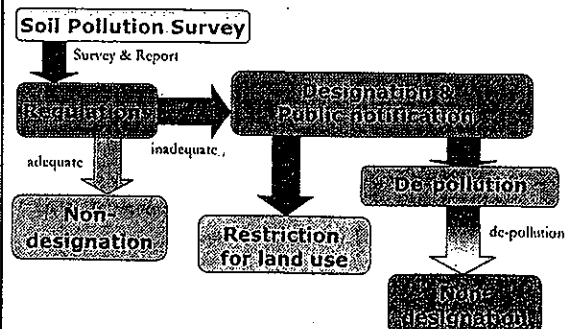 Soil Pollution Survey
Survey & Report
Regulation
Designation &
Public notification
adequate
inadequate
Non-
designation
Restriction
for land use
De-pollution
de-pollution
Non-
designation